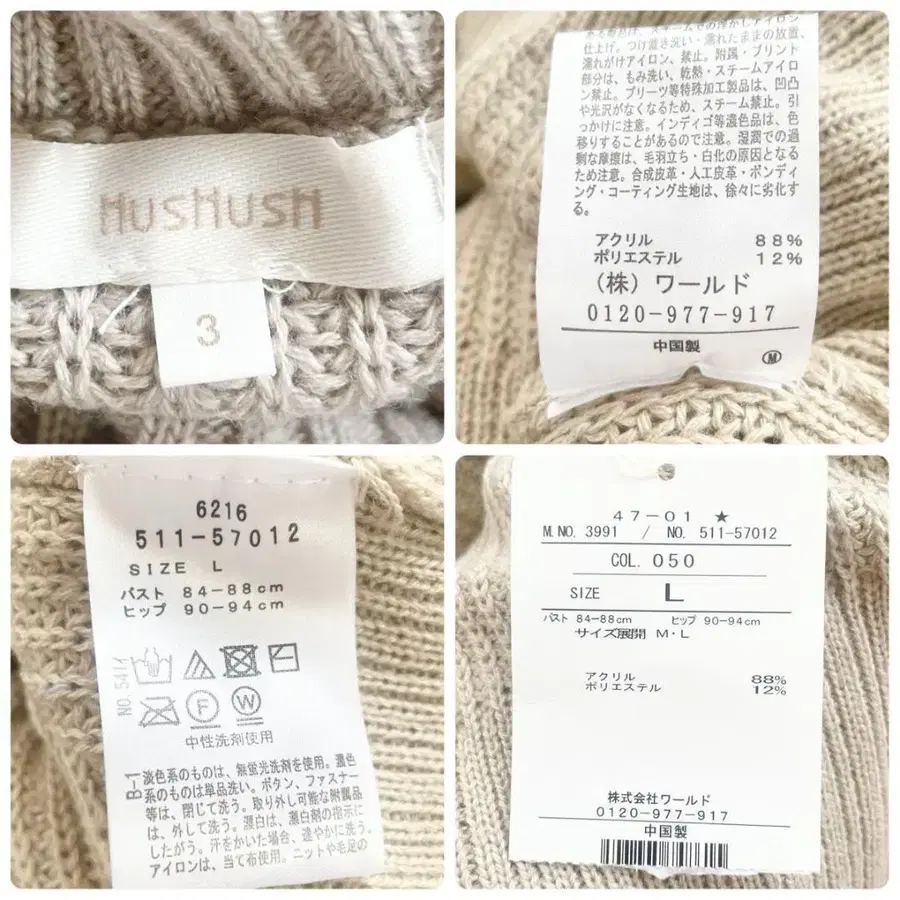 HusHusH
3
ある商品は、スチームでの浮かしアイロン
仕上げ。つけ置き洗い・濡れたままの放置、
濡れがけアイロン、禁止。附属・プリント
部分は、もみ洗い、乾熱・スチームアイロ
ン禁止。プリーツ等特殊加工製品は、凹凸
や光沢がなくなるため、スチーム禁止。引
っかけに注意。インディゴ等濃色品は、色
移りすることがあるので注意。湿潤での過
剰な摩擦は、毛羽立ち・白化の原因となる
ため注意。合成皮革・人工皮革・ボンディ
ング・コーティング生地は、徐々に劣化す
る。
アクリル 88%
ポリエステル 12%
(株)ワールド
0120-977-917
中国製
M
6216
511-57012
SIZE L
バスト 84-88cm
ヒップ 90-94cm
NO.541イ
F
W
中性洗剤使用
B-1
淡色系のものは、無蛍光洗剤を使用。濃色
系のものは単品洗い。ボタン、ファスナー
等は、閉じて洗う。取り外し可能な附属品
は、外して洗う。漂白は、漂白剤の指示に
したがう。汗をかいた場合、速やかに洗う。
アイロンは、当て布使用。ニットや毛足の
47-01 ★
M.NO. 3991 / NO. 511-57012
COL. 050
SIZE L
バスト 84-88cm ヒップ 90-94cm
サイズ展開 M・L
アクリル 88%
ポリエステル 12%
株式会社ワールド
0120-977-917
中国製